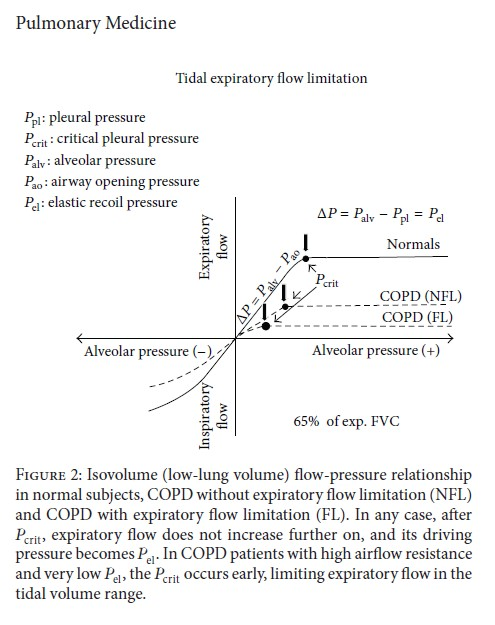 Pulmonary Medicine
Tidal expiratory flow limitation
Ppl: pleural pressure
Pcrit: critical pleural pressure
Palv: alveolar pressure
Pao: airway opening pressure
Pel: elastic recoil pressure
ΔP = Palv − Ppl = Pel
Expiratory
flow
Normals
ΔP = Palv − Pao
Pcrit
COPD (NFL)
COPD (FL)
Alveolar pressure (−)
Alveolar pressure (+)
Inspiratory
flow
65% of exp. FVC
Figure 2: Isovolume (low-lung volume) flow-pressure relationship
in normal subjects, COPD without expiratory flow limitation (NFL)
and COPD with expiratory flow limitation (FL). In any case, after
Pcrit, expiratory flow does not increase further on, and its driving
pressure becomes Pel. In COPD patients with high airflow resistance
and very low Pel, the Pcrit occurs early, limiting expiratory flow in the
tidal volume range.